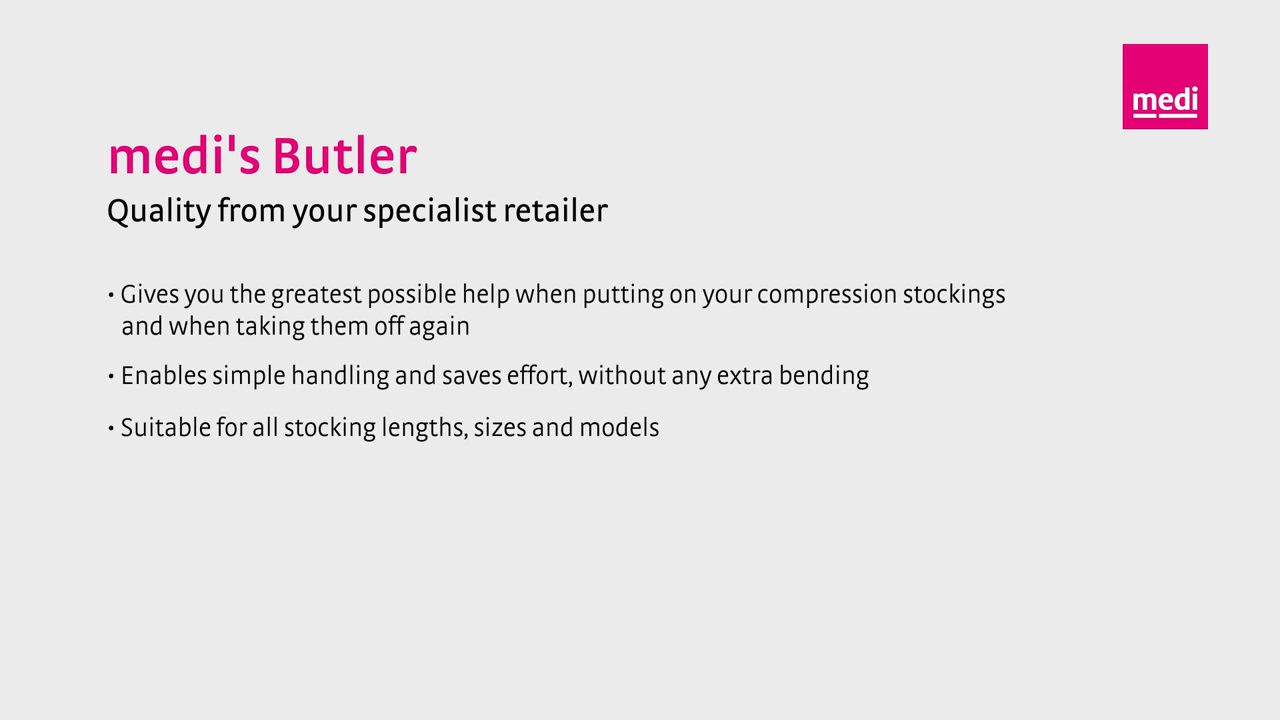 medi
medi's Butler
Quality from your specialist retailer
• Gives you the greatest possible help when putting on your compression stockings
and when taking them off again
• Enables simple handling and saves effort, without any extra bending
• Suitable for all stocking lengths, sizes and models